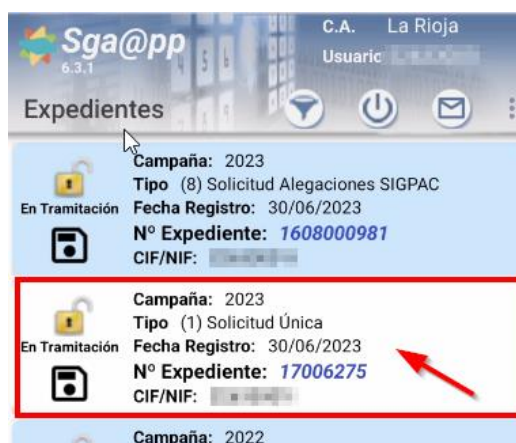 Sga@pp
6.3.1
C.A. La Rioja
Usuario
Expedientes
Campaña: 2023
Tipo (8) Solicitud Alegaciones SIGPAC
En Tramitación Fecha Registro: 30/06/2023
Nº Expediente: 1608000981
CIF/NIF:
Campaña: 2023
Tipo (1) Solicitud Única
En Tramitación Fecha Registro: 30/06/2023
Nº Expediente: 17006275
CIF/NIF:
Campaña: 2022